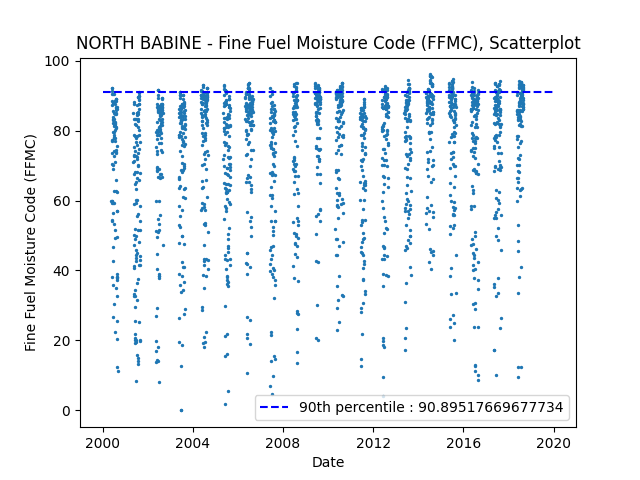 NORTH BABINE - Fine Fuel Moisture Code (FFMC), Scatterplot
100
80
60
40
20
0
Fine Fuel Moisture Code (FFMC)
90th percentile : 90.89517669677734
2000 2004 2008 2012 2016 2020
Date